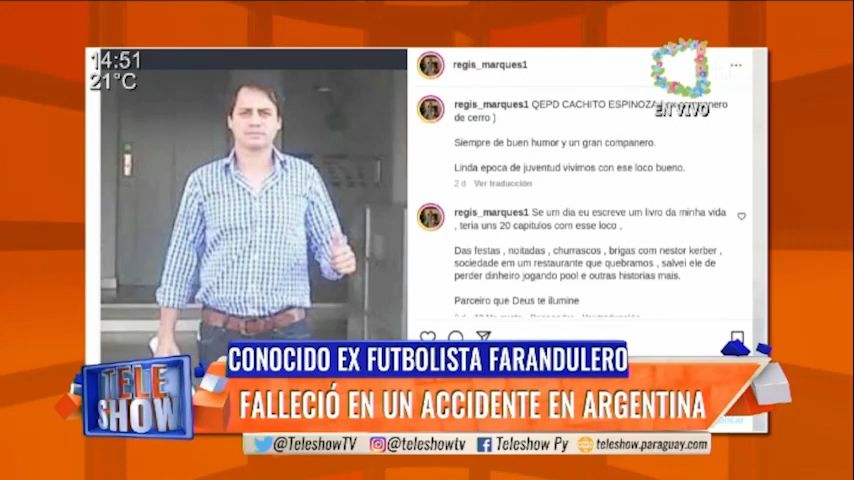 14:51
21°C
regis_marques1
...
regis_marques1 QEPD CACHITO ESPINOZA
de cerro )
Siempre de buen humor y un gran companero.
Linda epoca de juventud vivimos con ese loco bueno.
2 d Ver traducción
EN VIVO
regis_marques1 Se um dia eu escreve um livro da minha vida
, teria uns 20 capitulos com esse loco ,
Das festas , noitadas , churrascos , brigas com nestor kerber ,
sociedade em um restaurante que quebramos , salvei ele de
perder dinheiro jogando pool e outras historias mais.
Parceiro que Deus te ilumine
CONOCIDO EX FUTBOLISTA FARANDULERO
TELE
SHOW
FALLECIÓ EN UN ACCIDENTE EN ARGENTINA
@TeleshowTV @teleshowtv Teleshow Py teleshow.paraguay.com